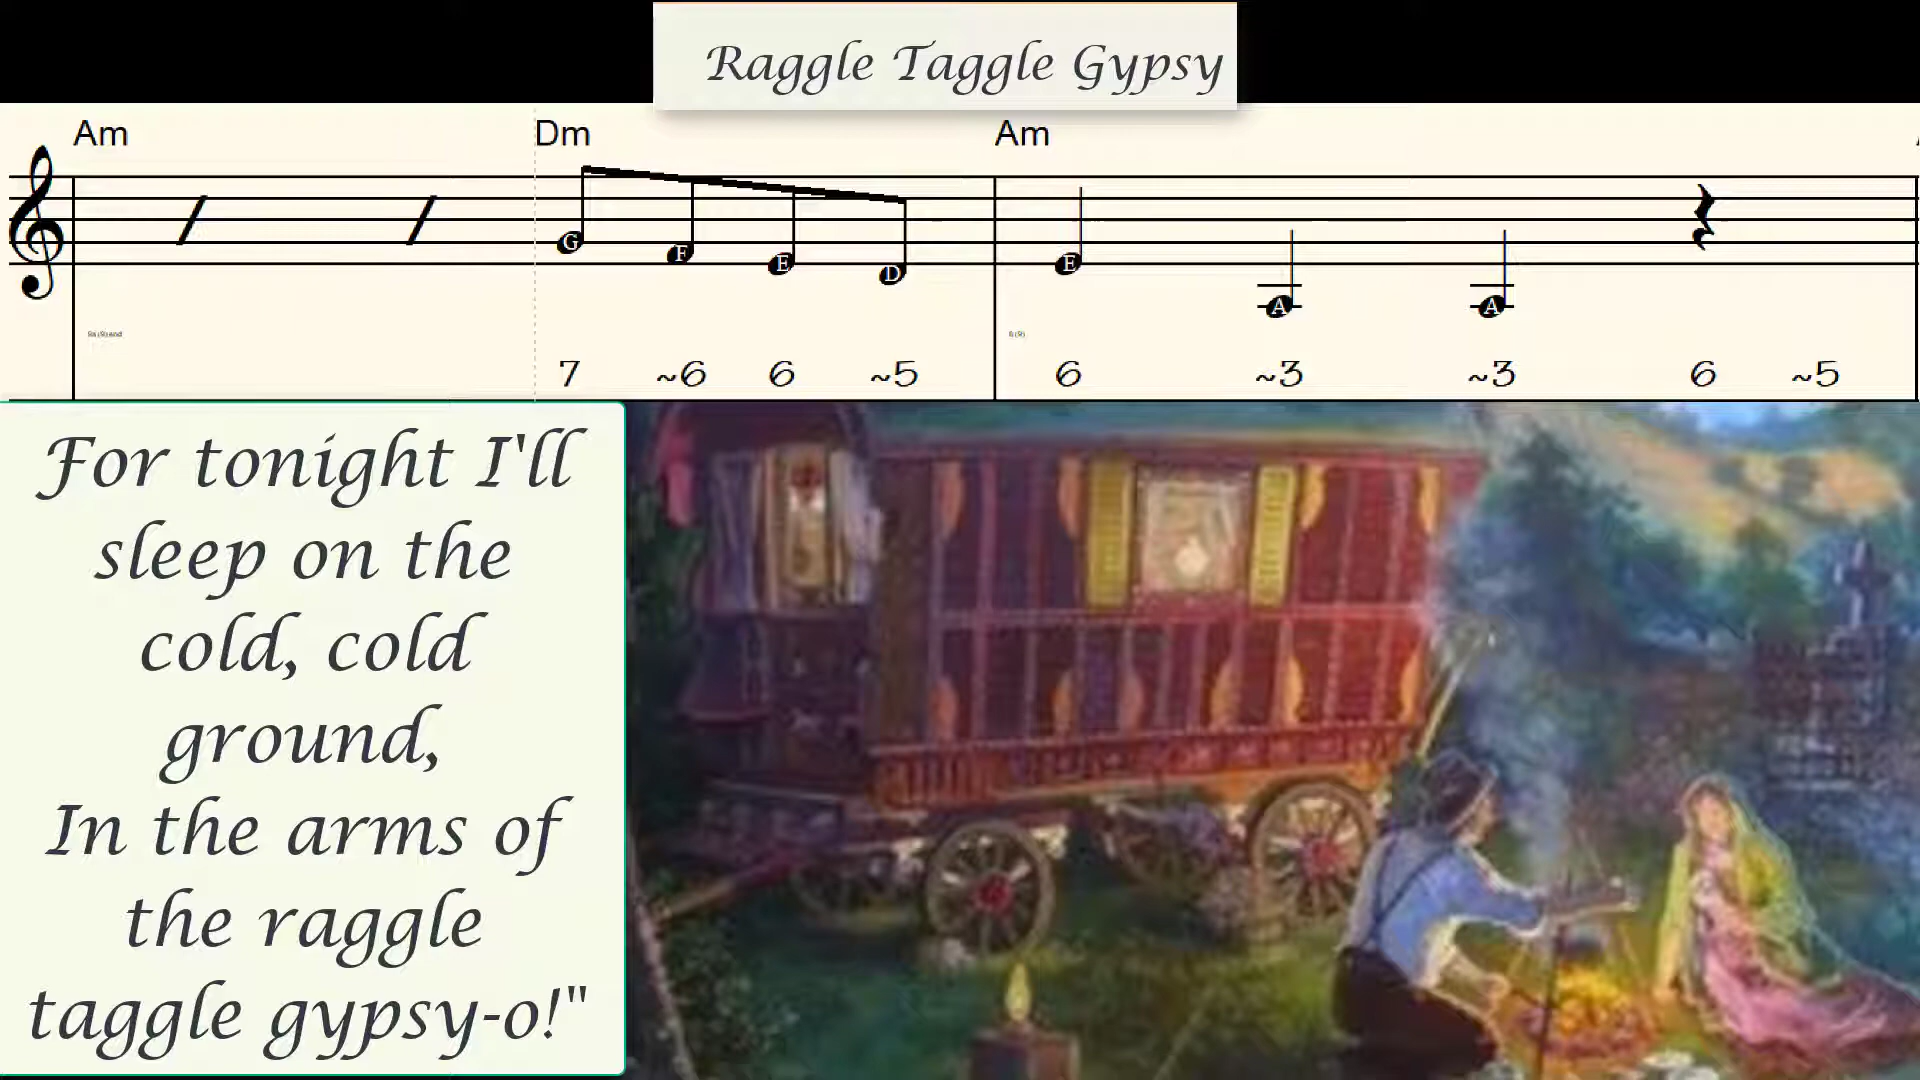 Raggle Taggle Gypsy
Am Dm Am
G F E D E A A
7 ~6 6 ~5 6 ~3 ~3 6 ~5
For tonight I'll
sleep on the
cold, cold
ground,
In the arms of
the raggle
taggle gypsy-o!"